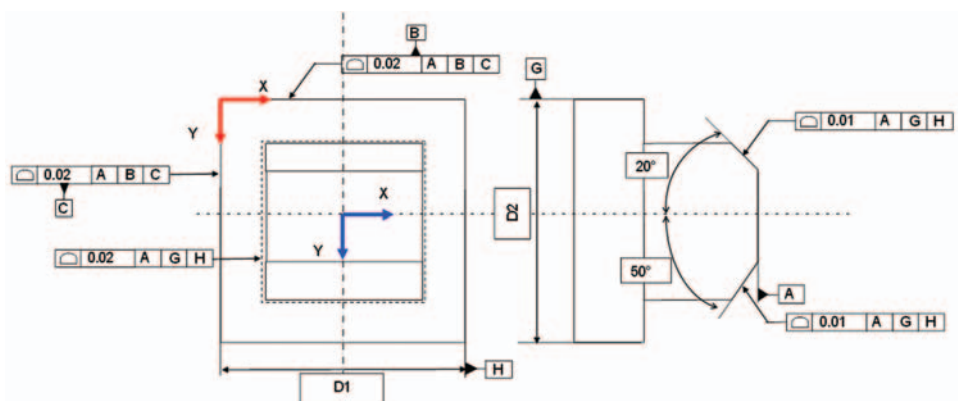 B
0.02 A B C
G
X
0.01 A G H
Y
20°
0.02 A B C
X
C
D2
Y
0.02 A G H
50°
A
0.01 A G H
H
D1